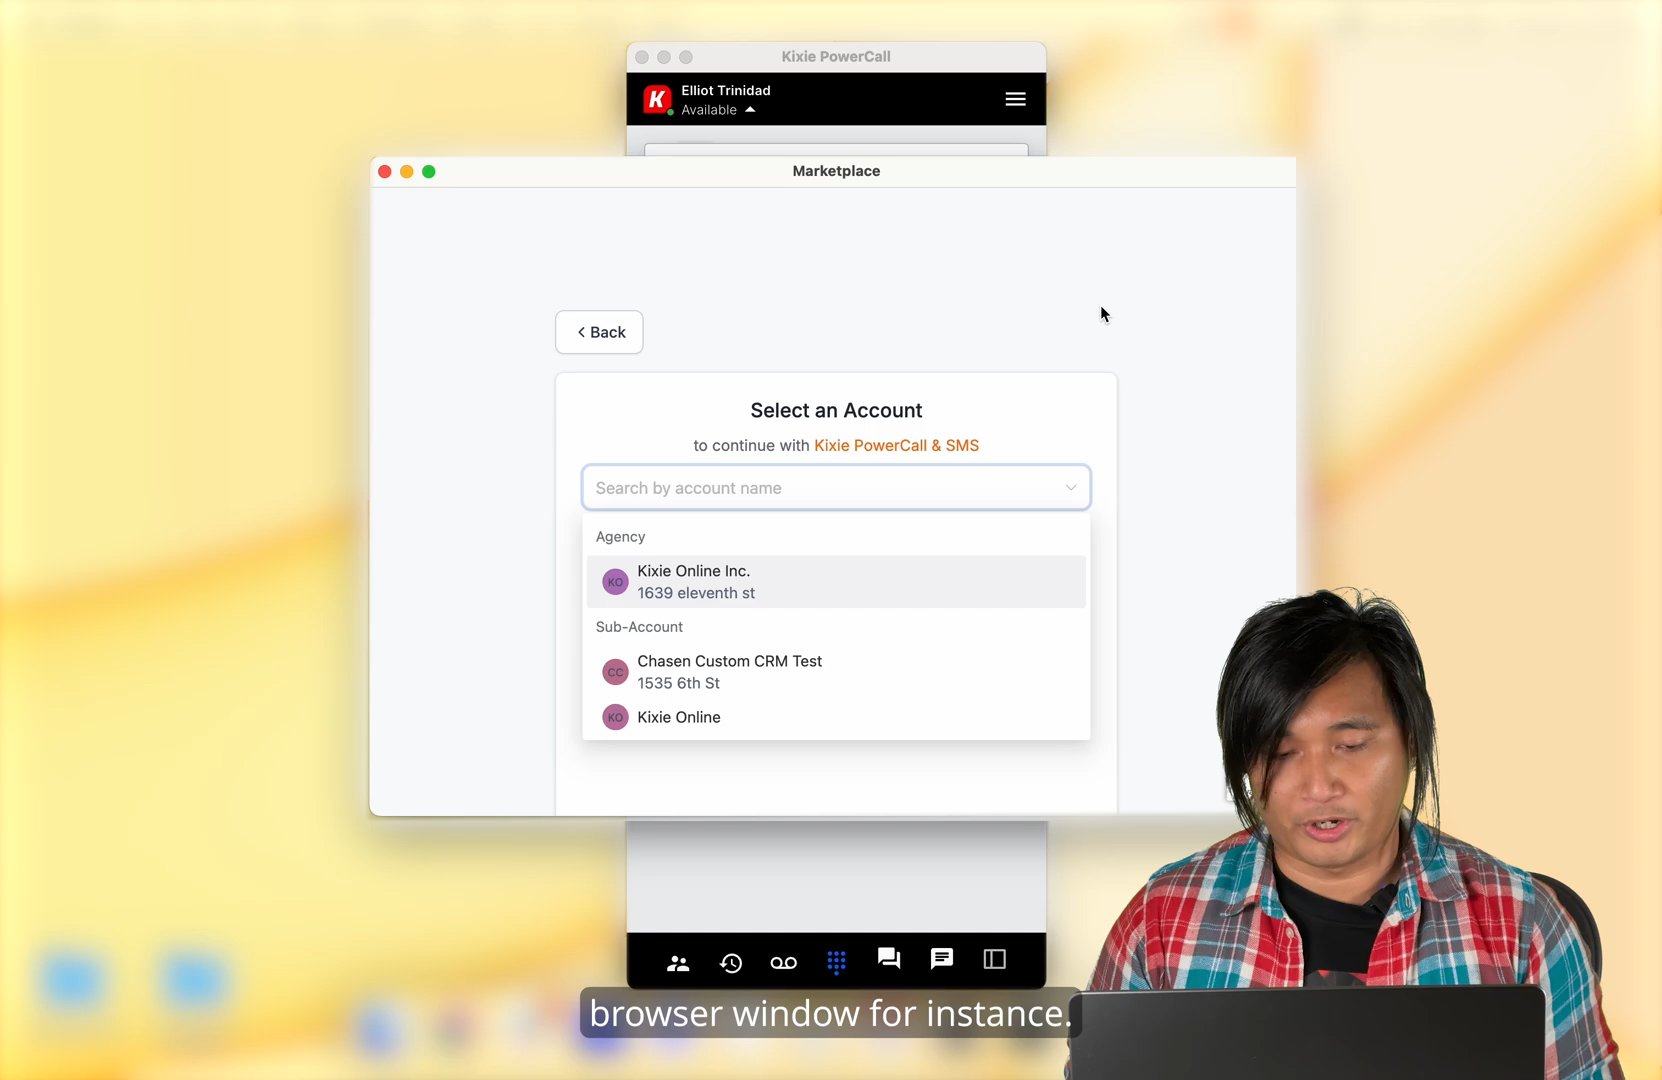 Kixie PowerCall
K
Elliot Trinidad
Available
Marketplace
Back
Select an Account
to continue with Kixie PowerCall & SMS
Search by account name
Agency
KO
Kixie Online Inc.
1639 eleventh st
Sub-Account
CC
Chasen Custom CRM Test
1535 6th St
KO
Kixie Online
browser window for instance.